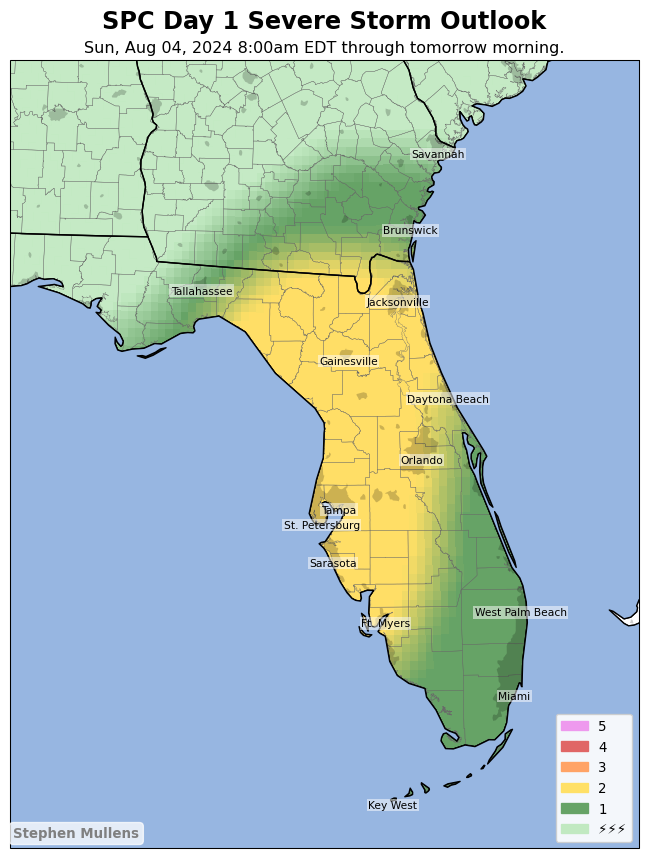 SPC Day 1 Severe Storm Outlook
Sun, Aug 04, 2024 8:00am EDT through tomorrow morning.
Savannah
Brunswick
Tallahassee
Jacksonville
Gainesville
Daytona Beach
Orlando
Tampa
St. Petersburg
Sarasota
West Palm Beach
Ft. Myers
Miami
Key West
5
4
3
2
1
⚡⚡⚡
Stephen Mullens